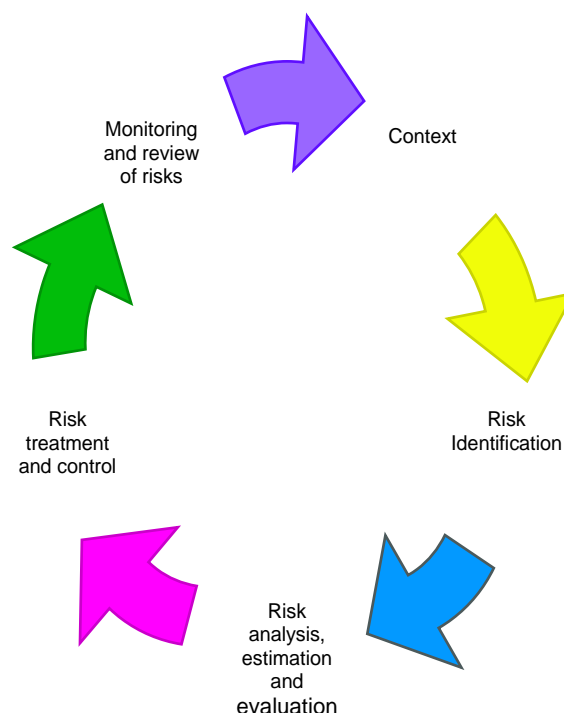 Monitoring
and review
of risks
Context
Risk
Identification
Risk
analysis,
estimation
and
evaluation
Risk
treatment
and control